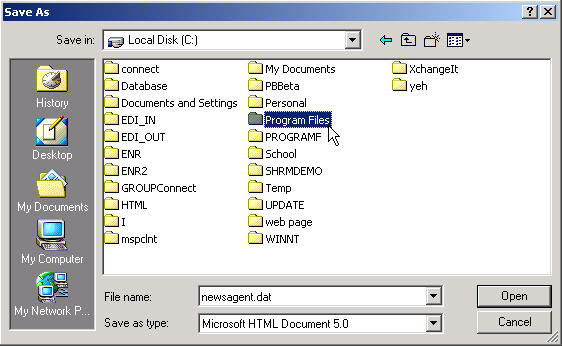 Save As
Save in: Local Disk (C:)
History
Desktop
My Documents
My Computer
My Network P...
connect
Database
Documents and Settings
EDI_IN
EDI_OUT
ENR
ENR2
GROUPConnect
HTML
I
mspclnt
My Documents
PBBeta
Personal
Program Files
PROGRAMF
School
SHRMDEMO
Temp
UPDATE
web page
WINNT
XchangeIt
yeh
File name: newsagent.dat Open
Save as type: Microsoft HTML Document 5.0 Cancel